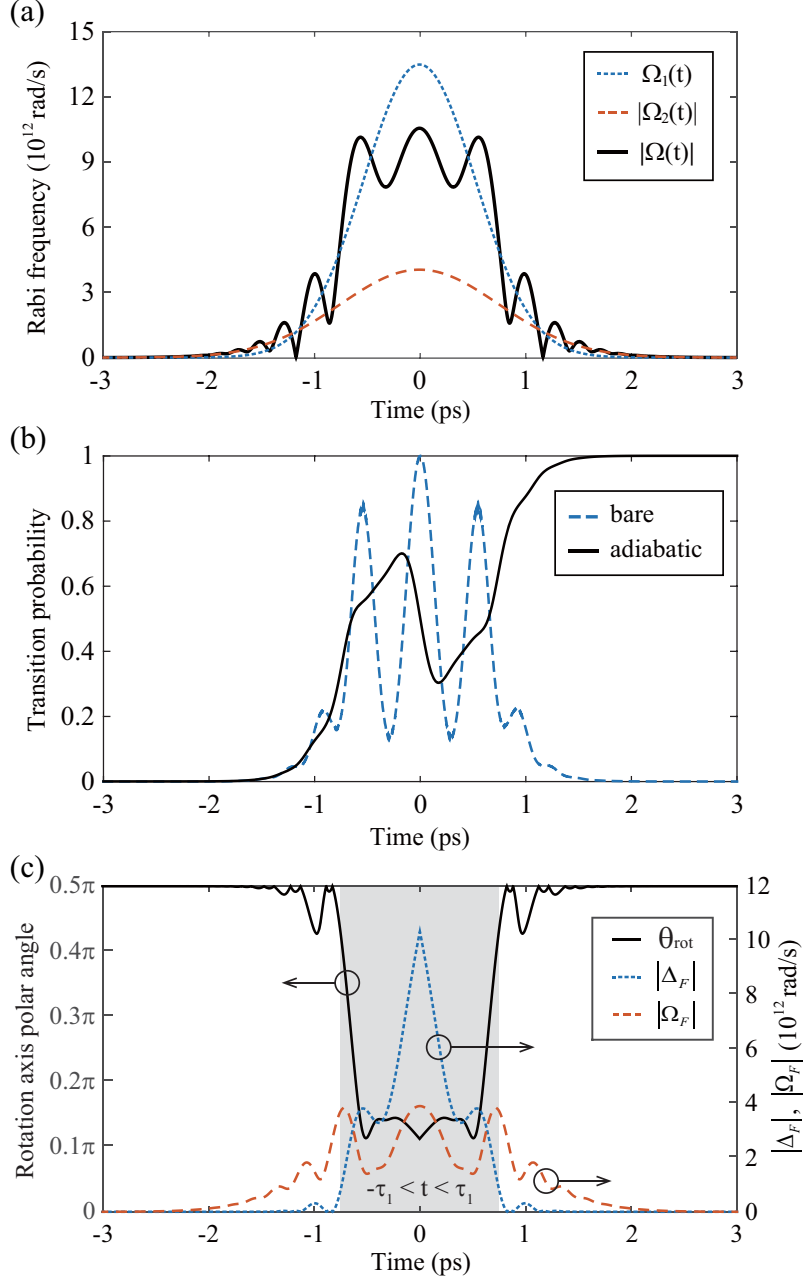 (a)
Rabi frequency (10¹² rad/s)
15
12
9
6
3
0
Ω₁(t)
|Ω₂(t)|
|Ω(t)|
-3 -2 -1 0 1 2 3
Time (ps)
(b)
Transition probability
1
0.8
0.6
0.4
0.2
0
bare
adiabatic
-3 -2 -1 0 1 2 3
Time (ps)
(c)
Rotation axis polar angle
0.5π
0.4π
0.3π
0.2π
0.1π
0
θrot
|Δ_F|
|Ω_F|
-τ₁ < t < τ₁
12
10
8
6
4
2
0
|Δ_F|, |Ω_F| (10¹² rad/s)
-3 -2 -1 0 1 2 3
Time (ps)